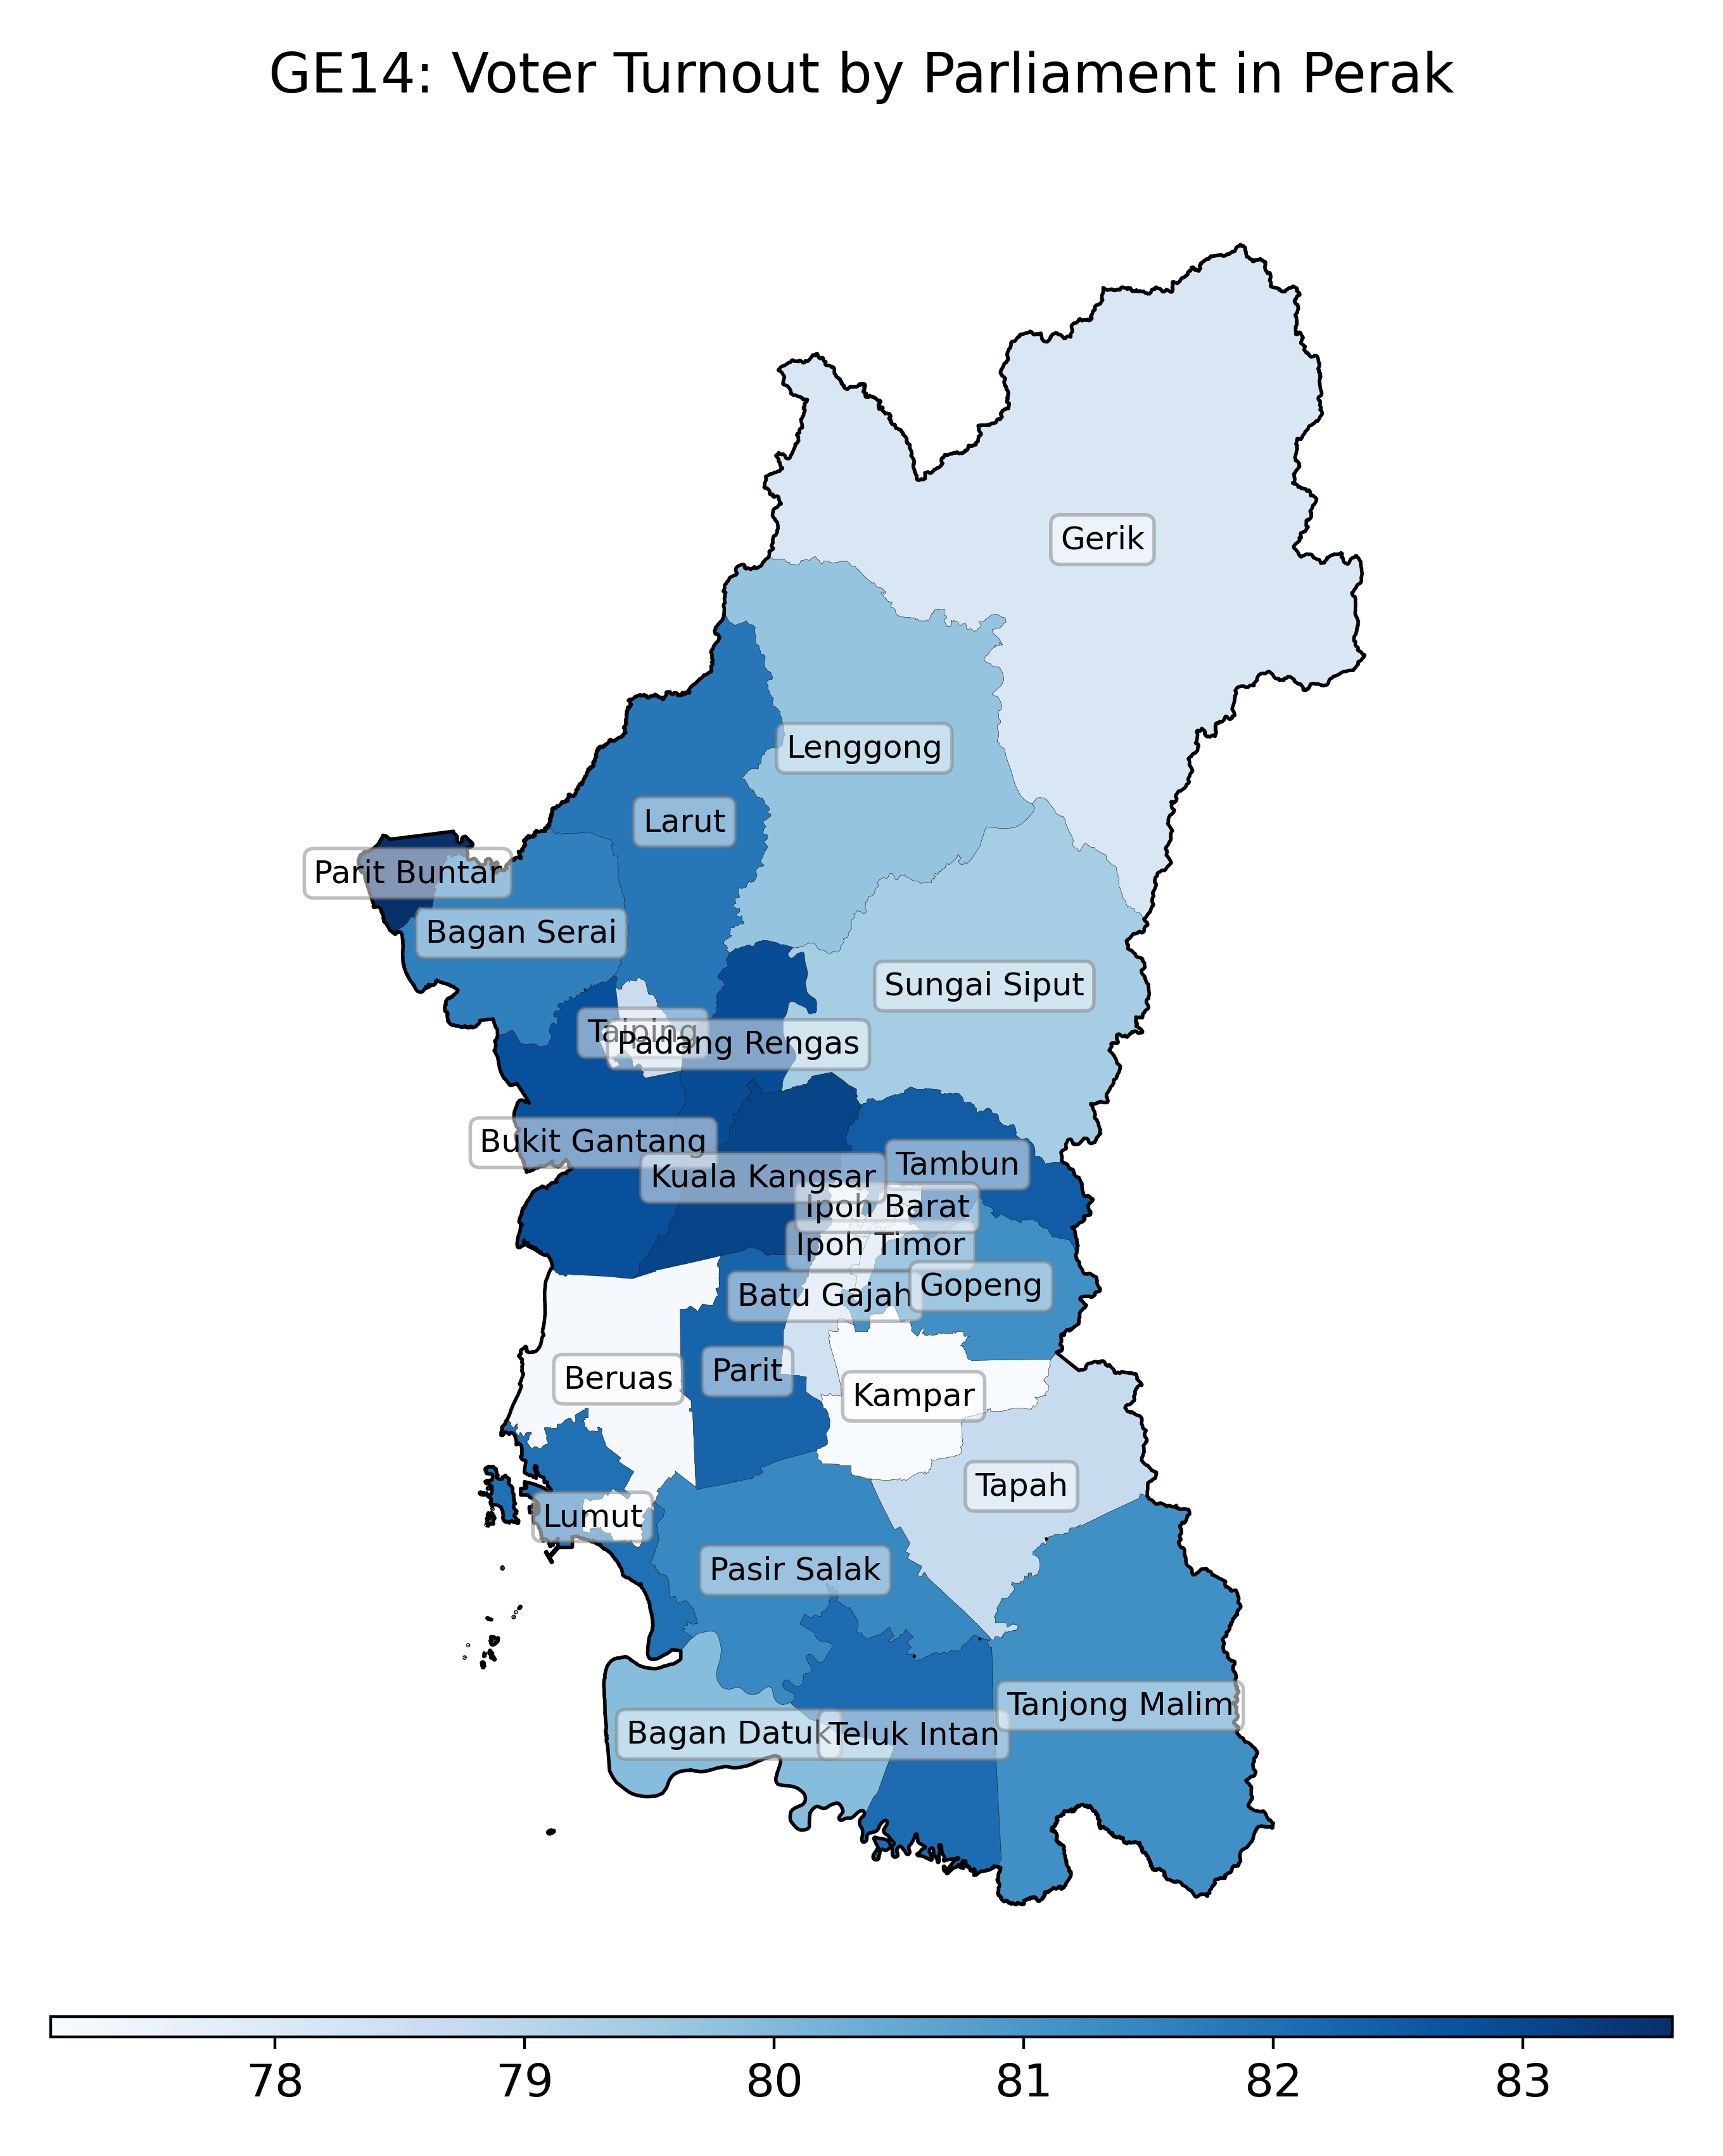 GE14: Voter Turnout by Parliament in Perak
Gerik
Lenggong
Larut
Parit Buntar
Bagan Serai
Sungai Siput
Taiping
Padang Rengas
Bukit Gantang
Tambun
Kuala Kangsar
Ipoh Barat
Ipoh Timor
Gopeng
Batu Gajah
Parit
Beruas
Kampar
Tapah
Lumut
Pasir Salak
Tanjong Malim
Bagan Datuk
Teluk Intan
78 79 80 81 82 83